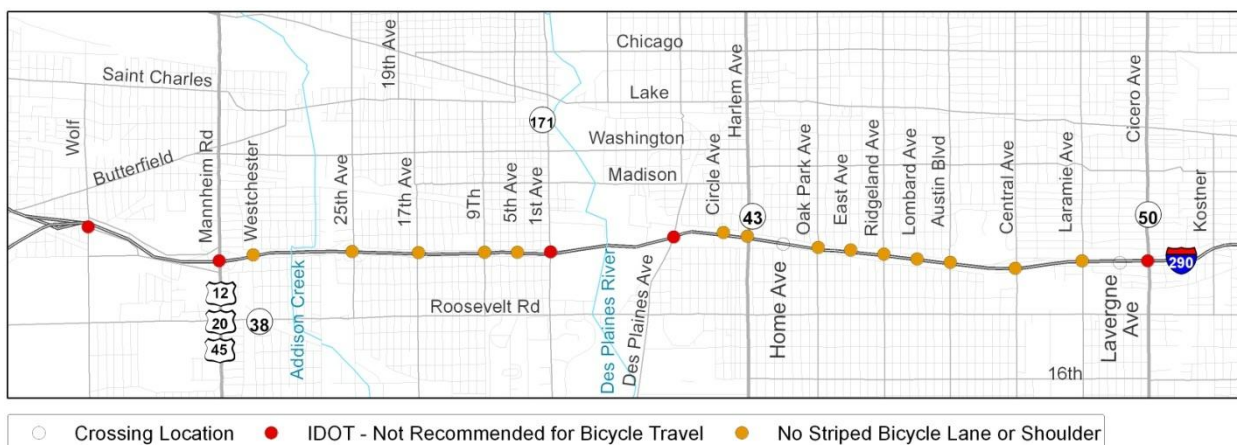 Chicago
Saint Charles
19th Ave
Lake
Harlem Ave
Cicero Ave
171
Washington
Wolf
Butterfield
Mannheim Rd
Westchester
25th Ave
17th Ave
9Th
5th Ave
1st Ave
Madison
Circle Ave
43
Oak Park Ave
East Ave
Ridgeland Ave
Lombard Ave
Austin Blvd
Central Ave
Laramie Ave
50
Kostner
290
12
20
45
38
Addison Creek
Roosevelt Rd
Des Plaines River
Des Plaines Ave
Home Ave
Lavergne
Ave
16th
Crossing Location
IDOT - Not Recommended for Bicycle Travel
No Striped Bicycle Lane or Shoulder